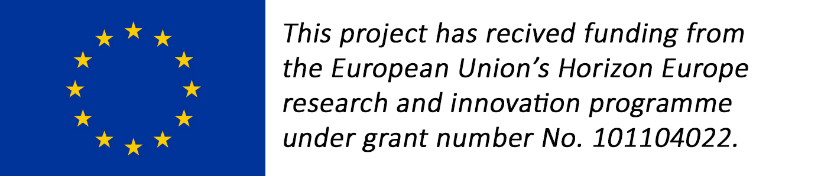 This project has recived funding from
the European Union’s Horizon Europe
research and innovation programme
under grant number No. 101104022.